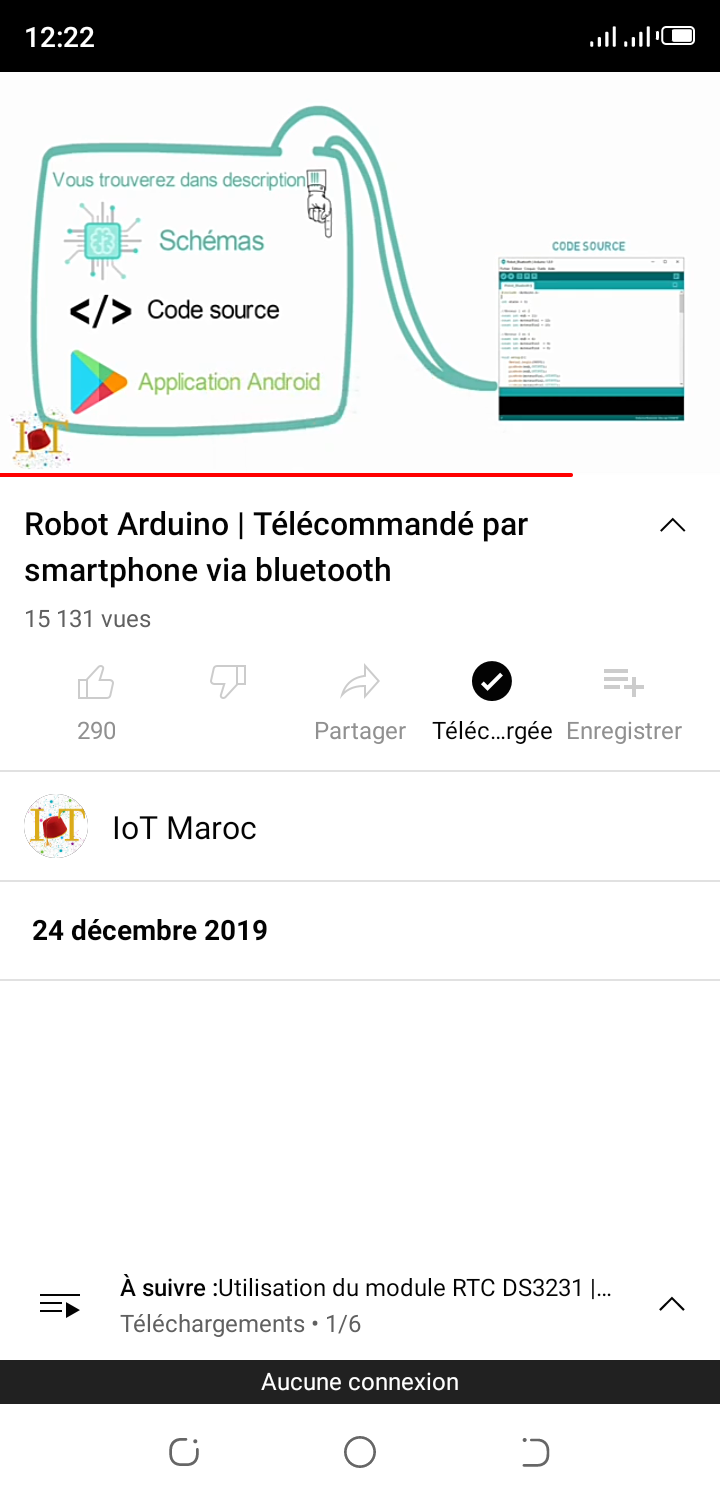 12:22
Vous trouverez dans description!!!
Schémas
</> Code source
Application Android
CODE SOURCE
IoT
Robot Arduino | Télécommandé par
smartphone via bluetooth
15 131 vues
290
Partager
Téléc...rgée
Enregistrer
IoT
IoT Maroc
24 décembre 2019
À suivre :Utilisation du module RTC DS3231 |...
Téléchargements • 1/6
Aucune connexion